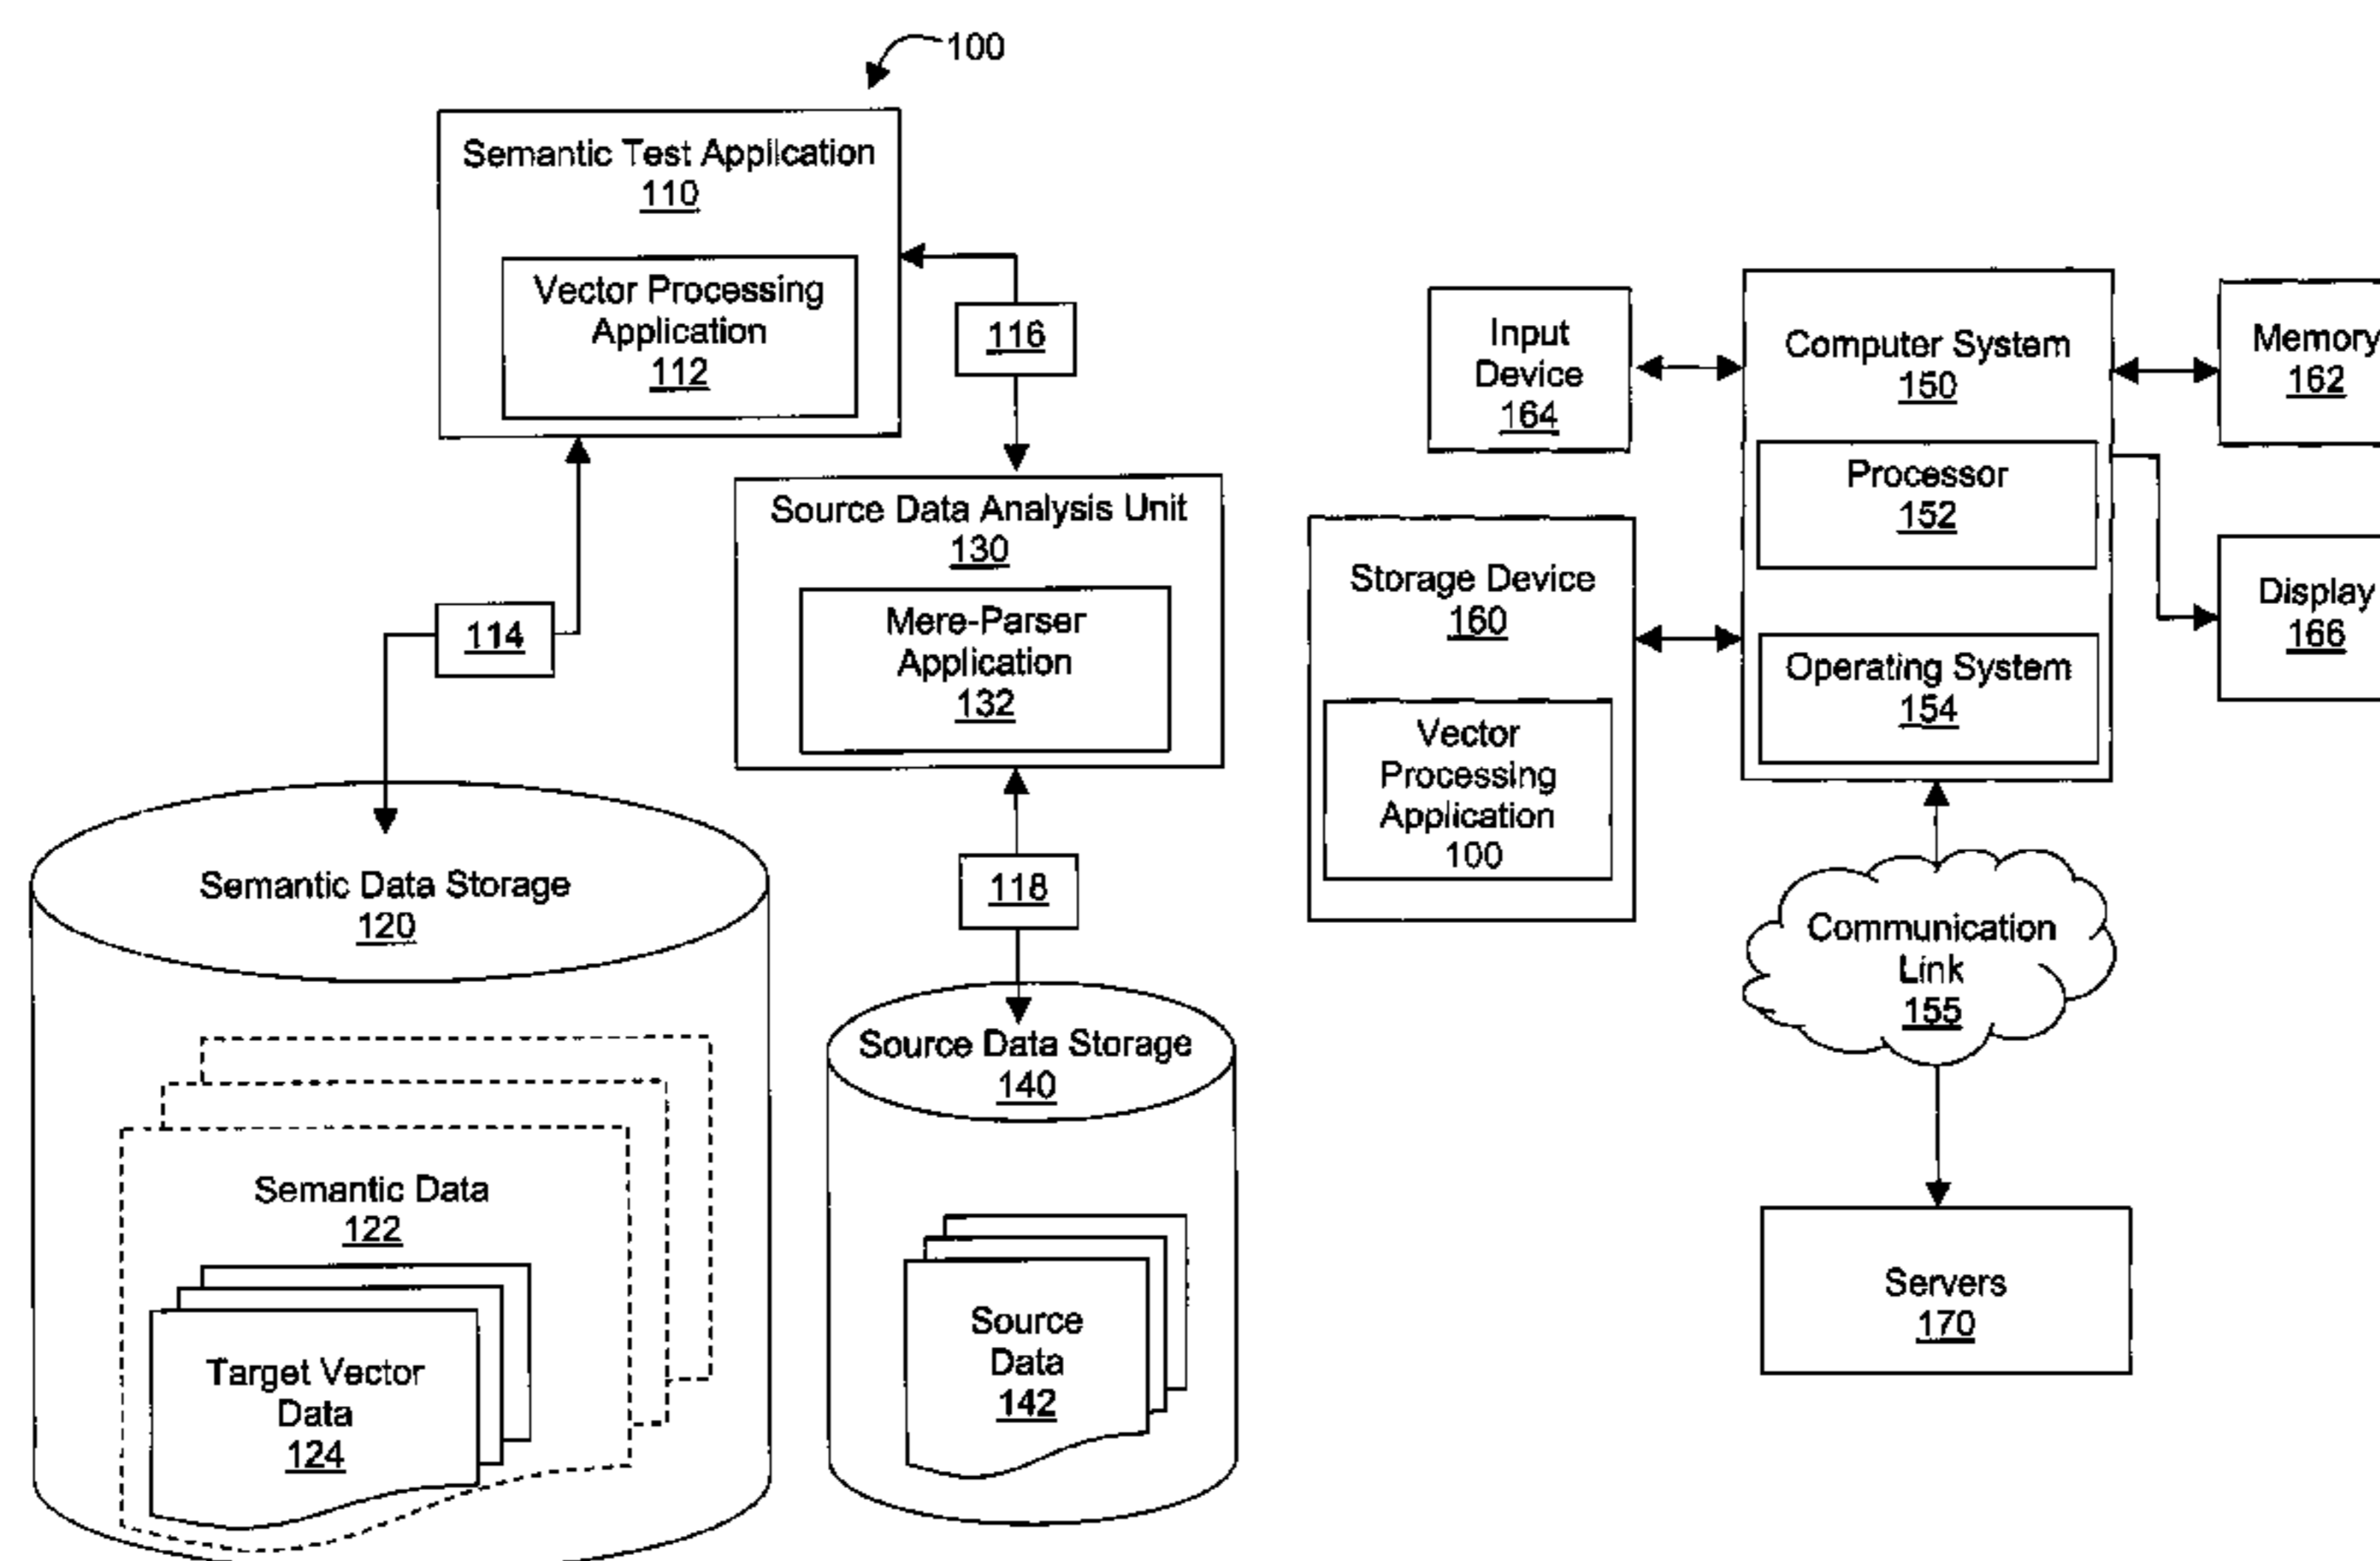 100
Semantic Test Application
110
Vector Processing
Application
112
116
114
Source Data Analysis Unit
130
Mere-Parser
Application
132
118
Semantic Data Storage
120
Semantic Data
122
Target Vector
Data
124
Source Data Storage
140
Source
Data
142
Input
Device
164
Computer System
150
Processor
152
Operating System
154
Memory
162
Display
166
Storage Device
160
Vector
Processing
Application
100
Communication
Link
155
Servers
170